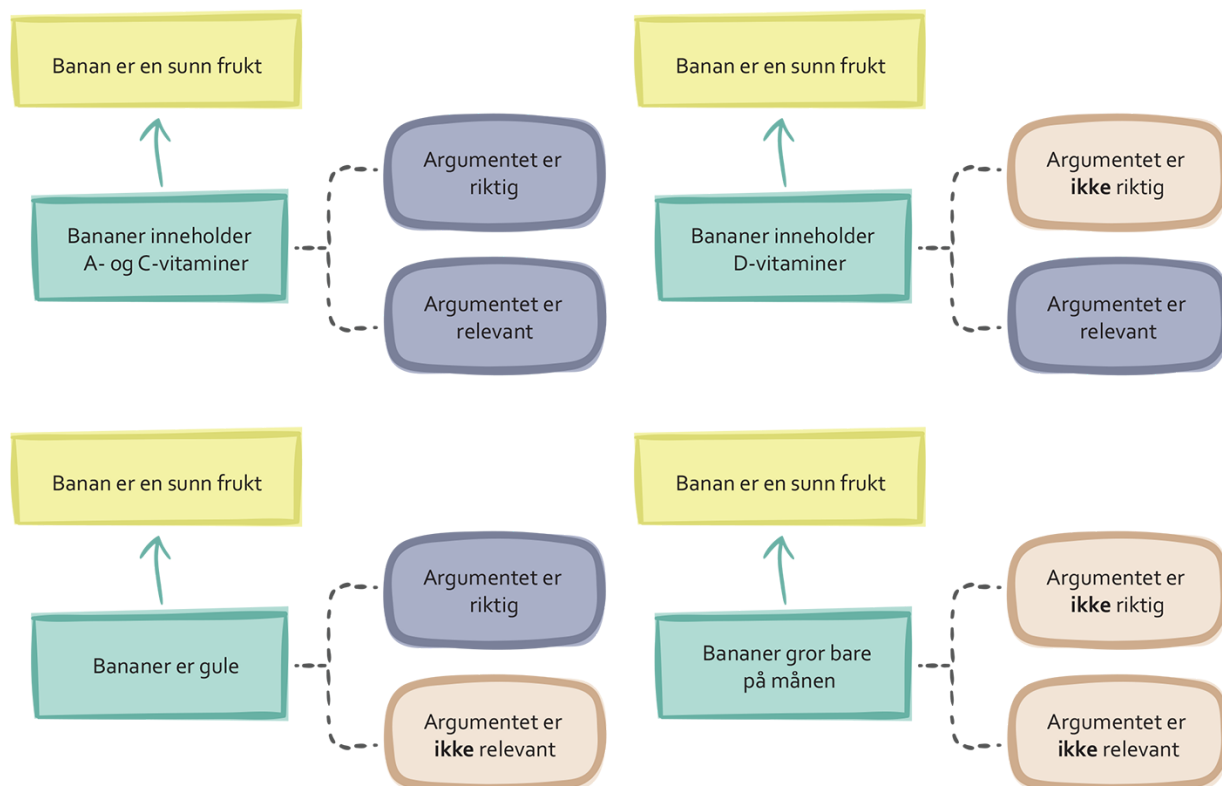 Banan er en sunn frukt
Bananer inneholder
A- og C-vitaminer
Argumentet er
riktig
Argumentet er
relevant
Banan er en sunn frukt
Bananer inneholder
D-vitaminer
Argumentet er
ikke riktig
Argumentet er
relevant
Banan er en sunn frukt
Bananer er gule
Argumentet er
riktig
Argumentet er
ikke relevant
Banan er en sunn frukt
Bananer gror bare
på månen
Argumentet er
ikke riktig
Argumentet er
ikke relevant